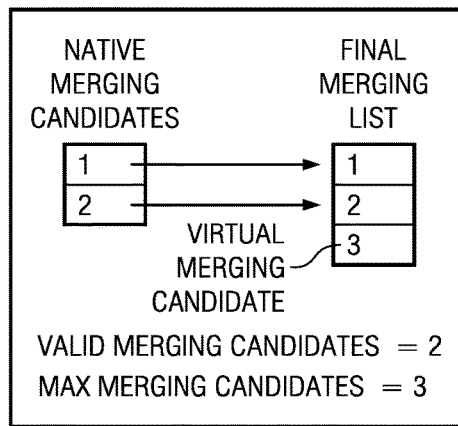 NATIVE
MERGING
CANDIDATES
FINAL
MERGING
LIST
1
1
2
2
3
VIRTUAL
MERGING
CANDIDATE
VALID MERGING CANDIDATES = 2
MAX MERGING CANDIDATES = 3